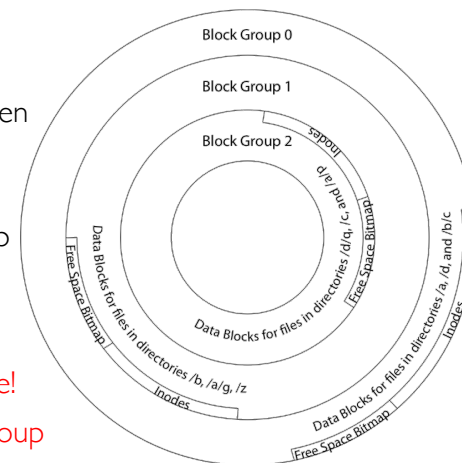 Block Group 0
Block Group 1
en
Block Group 2
Inodes
Data Blocks for files in directories /d/q, /c, and /a/p
Free Space Bitmap
Data Blocks for files in directories /b, /a/g, /z
Free Space Bitmap
Inodes
Data Blocks for files in directories /a, /d, and /b/c
Inodes
Free Space Bitmap
e!
oup